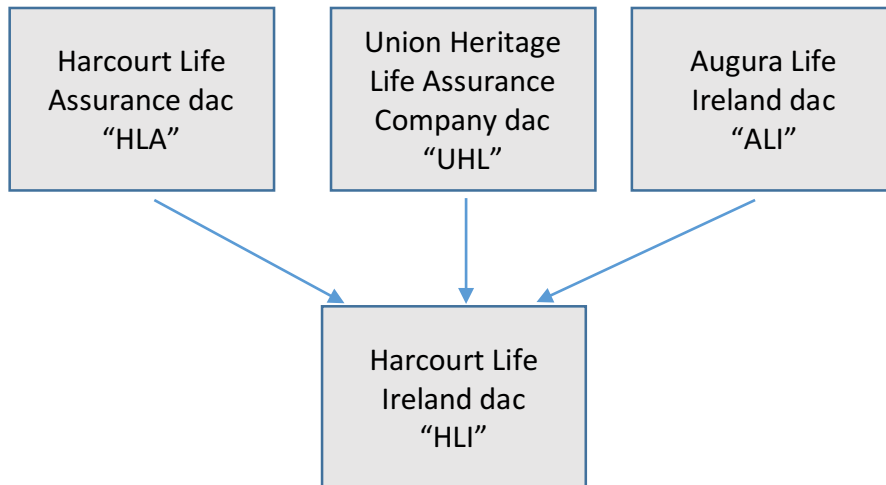 Harcourt Life
Assurance dac
“HLA”
Union Heritage
Life Assurance
Company dac
“UHL”
Augura Life
Ireland dac
“ALI”
Harcourt Life
Ireland dac
“HLI”